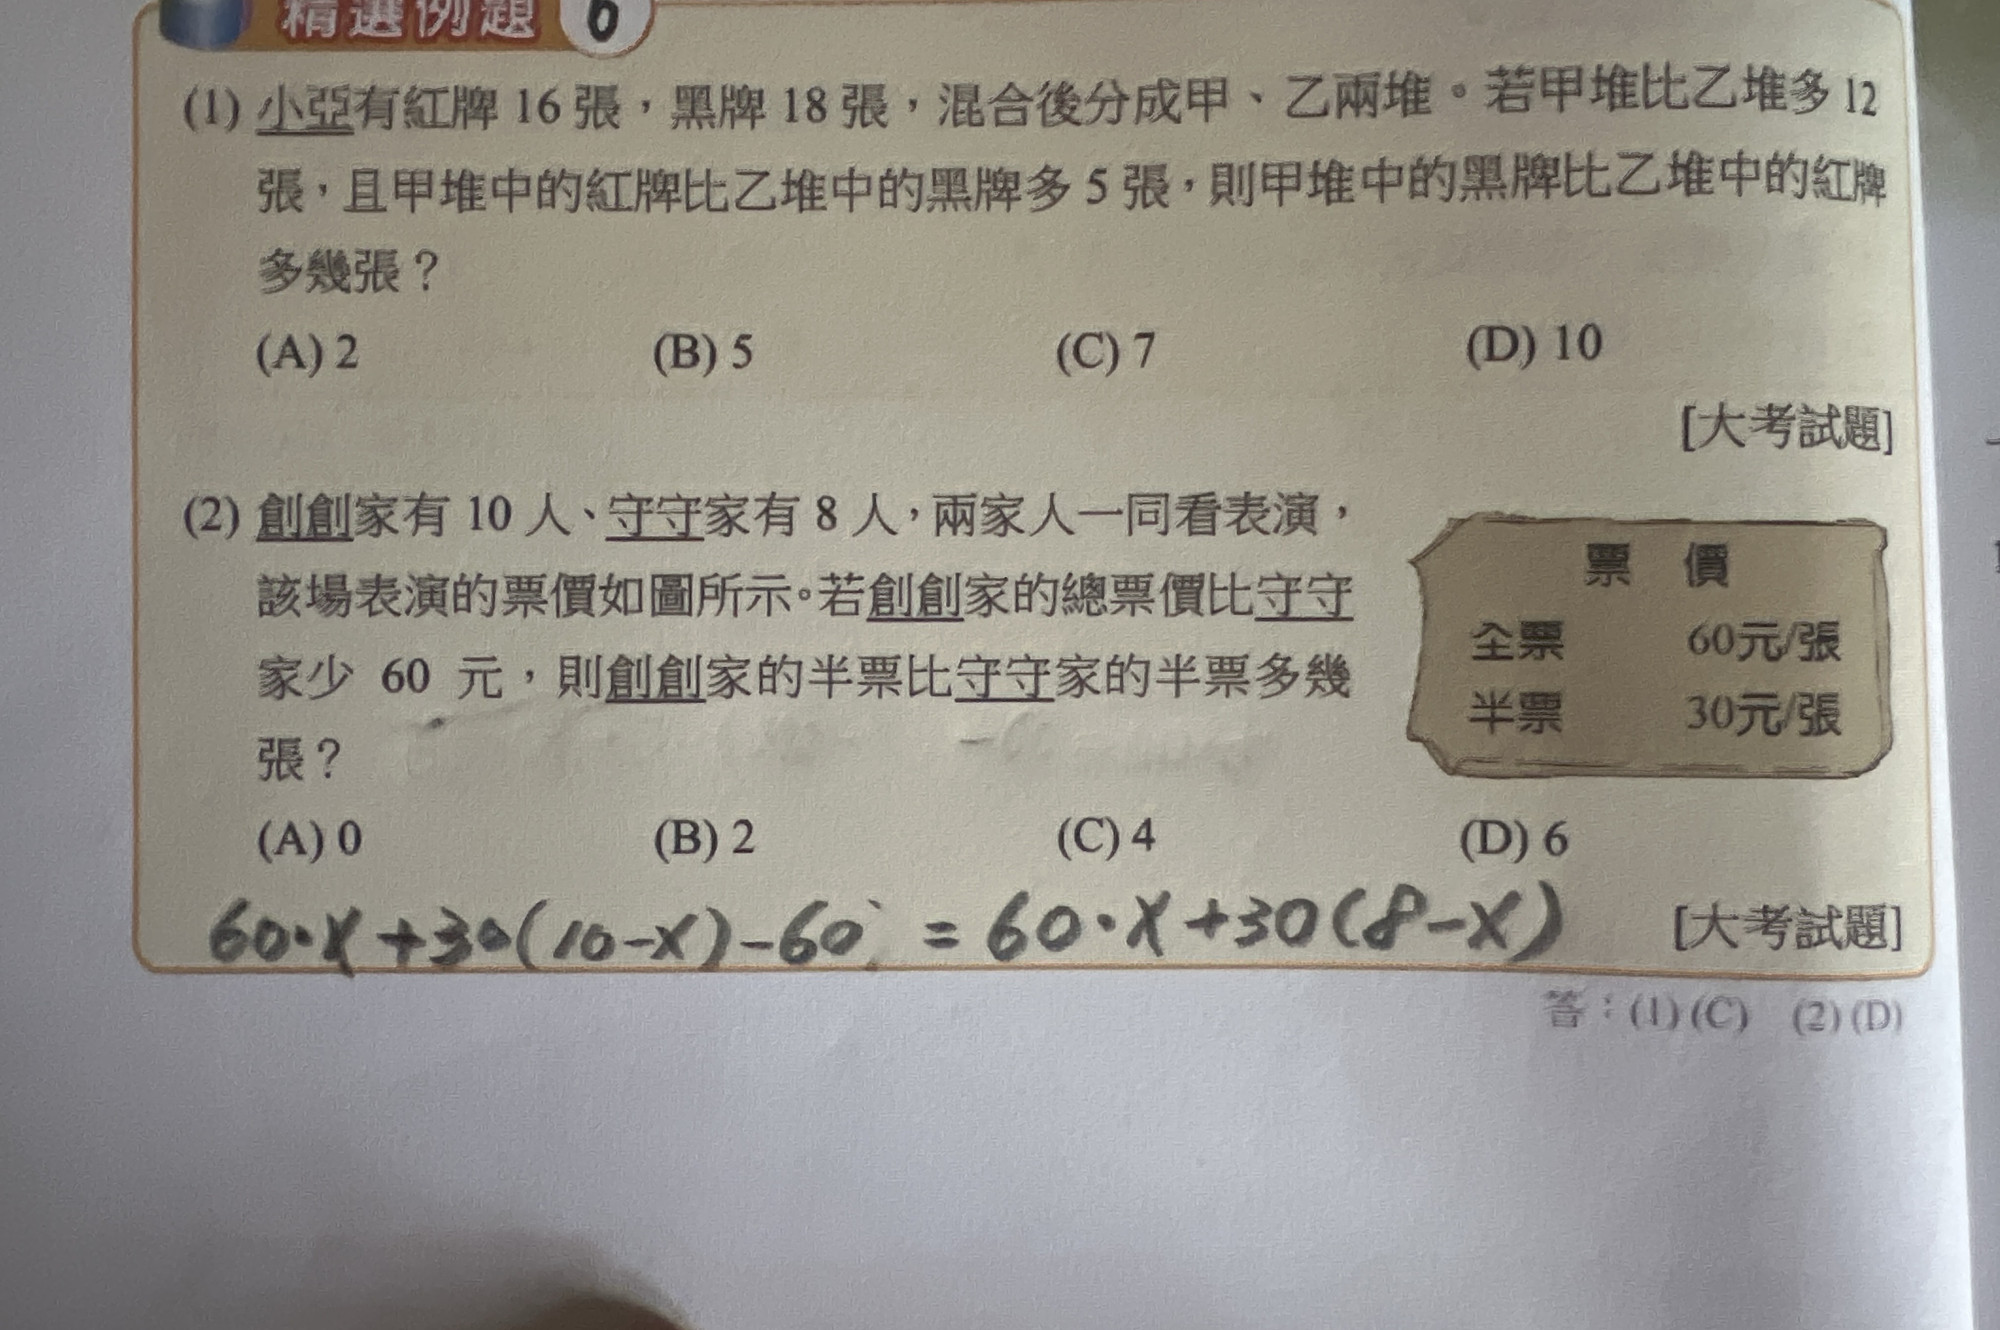 精選例題 6
(1) 小亞有紅牌 16 張，黑牌 18 張，混合後分成甲、乙兩堆。若甲堆比乙堆多 12
張，且甲堆中的紅牌比乙堆中的黑牌多 5 張，則甲堆中的黑牌比乙堆中的紅牌
多幾張？
(A) 2 (B) 5 (C) 7 (D) 10
[大考試題]
(2) 創創家有 10 人、守守家有 8 人，兩家人一同看表演，
該場表演的票價如圖所示。若創創家的總票價比守守
家少 60 元，則創創家的半票比守守家的半票多幾
張？
票 價
全票 60元/張
半票 30元/張
(A) 0 (B) 2 (C) 4 (D) 6
60·x+30(10-x)-60 = 60·x+30(8-x)
[大考試題]
答：(1) (C) (2) (D)